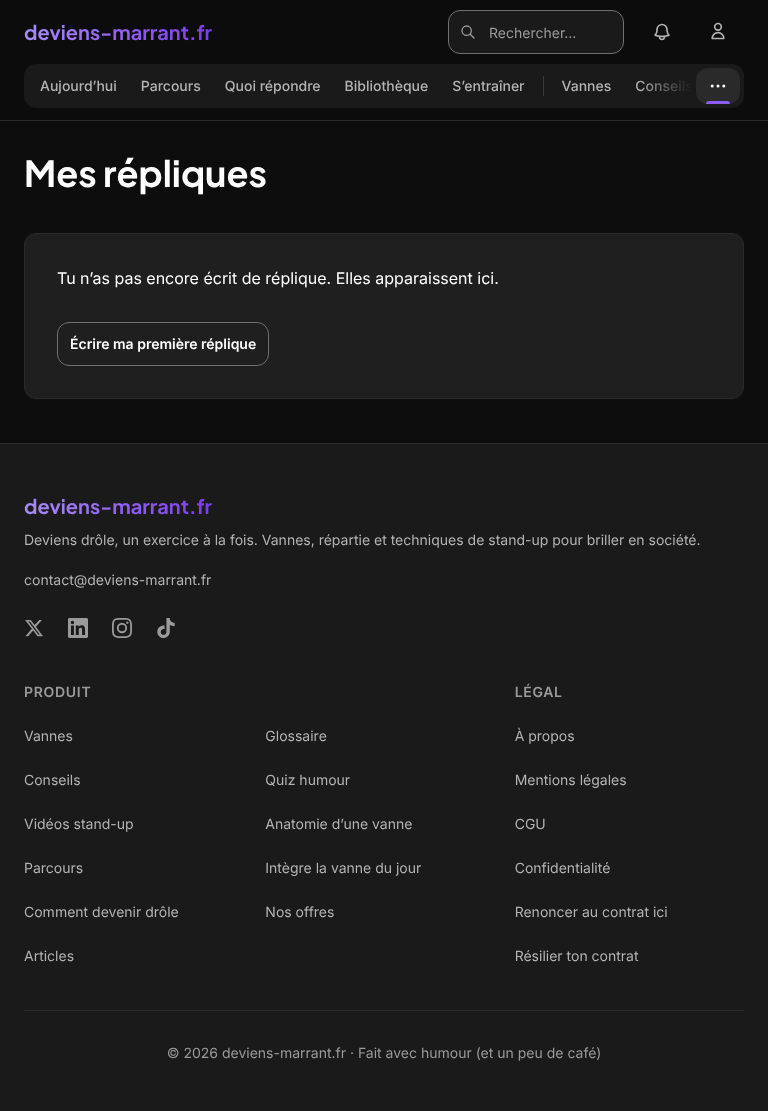 deviens-marrant.fr
Rechercher...
Aujourd’hui
Parcours
Quoi répondre
Bibliothèque
S’entraîner
Vannes
Conseils
Mes répliques
Tu n’as pas encore écrit de réplique. Elles apparaissent ici.
Écrire ma première réplique
deviens-marrant.fr
Deviens drôle, un exercice à la fois. Vannes, répartie et techniques de stand-up pour briller en société.
contact@deviens-marrant.fr
PRODUIT
Vannes
Conseils
Vidéos stand-up
Parcours
Comment devenir drôle
Articles
Glossaire
Quiz humour
Anatomie d’une vanne
Intègre la vanne du jour
Nos offres
LÉGAL
À propos
Mentions légales
CGU
Confidentialité
Renoncer au contrat ici
Résilier ton contrat
© 2026 deviens-marrant.fr · Fait avec humour (et un peu de café)